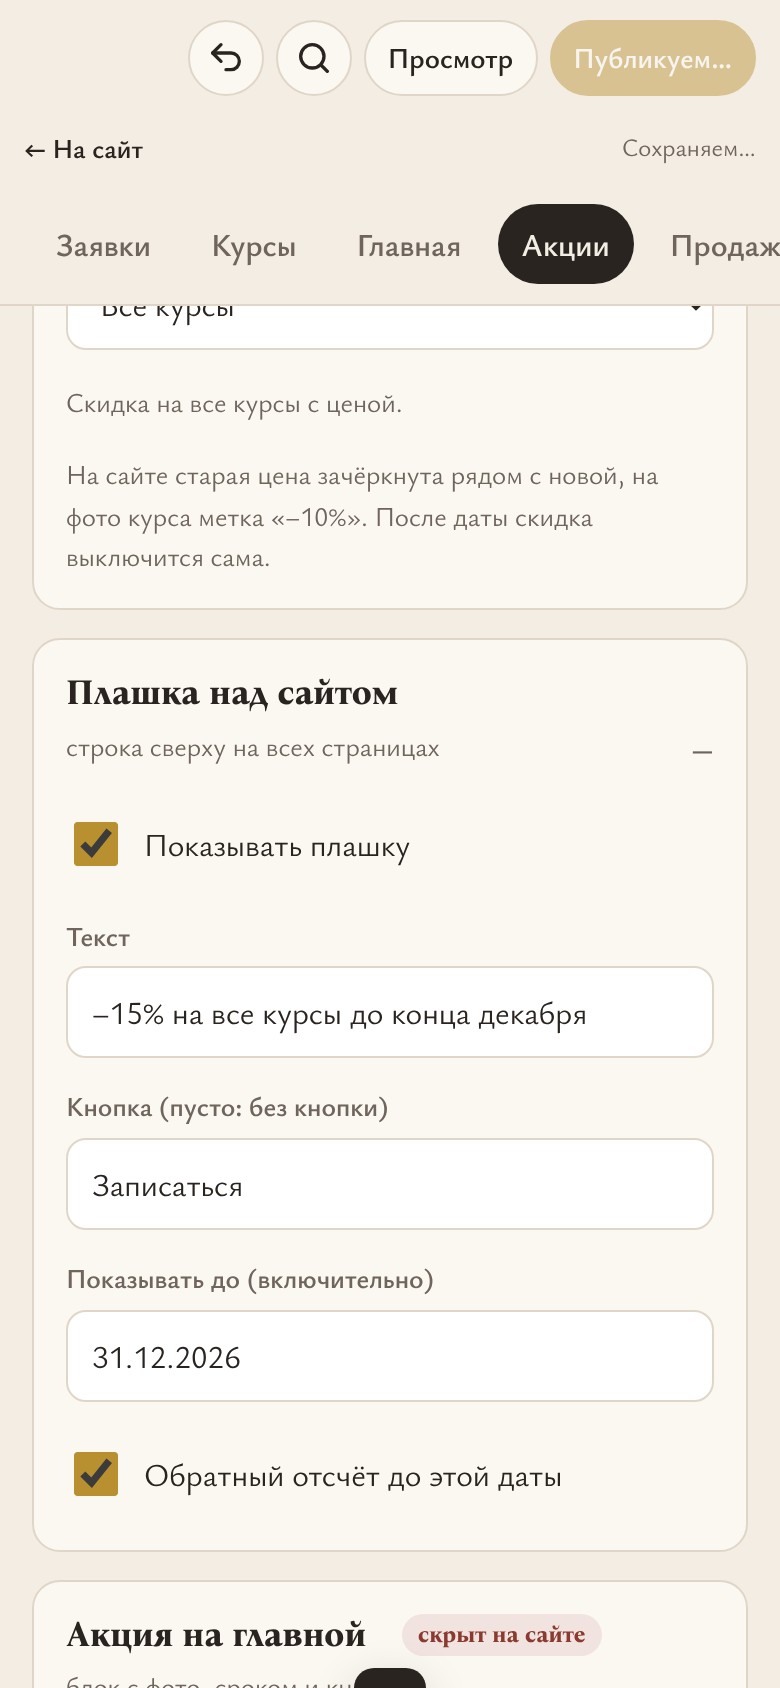 Просмотр
Публикуем...
← На сайт
Сохраняем...
Заявки
Курсы
Главная
Акции
Продаж
Все курсы
Скидка на все курсы с ценой.
На сайте старая цена зачёркнута рядом с новой, на
фото курса метка «–10%». После даты скидка
выключится сама.
Плашка над сайтом
строка сверху на всех страницах
Показывать плашку
Текст
–15% на все курсы до конца декабря
Кнопка (пусто: без кнопки)
Записаться
Показывать до (включительно)
31.12.2026
Обратный отсчёт до этой даты
Акция на главной
скрыт на сайте
блок с фото, сроком и